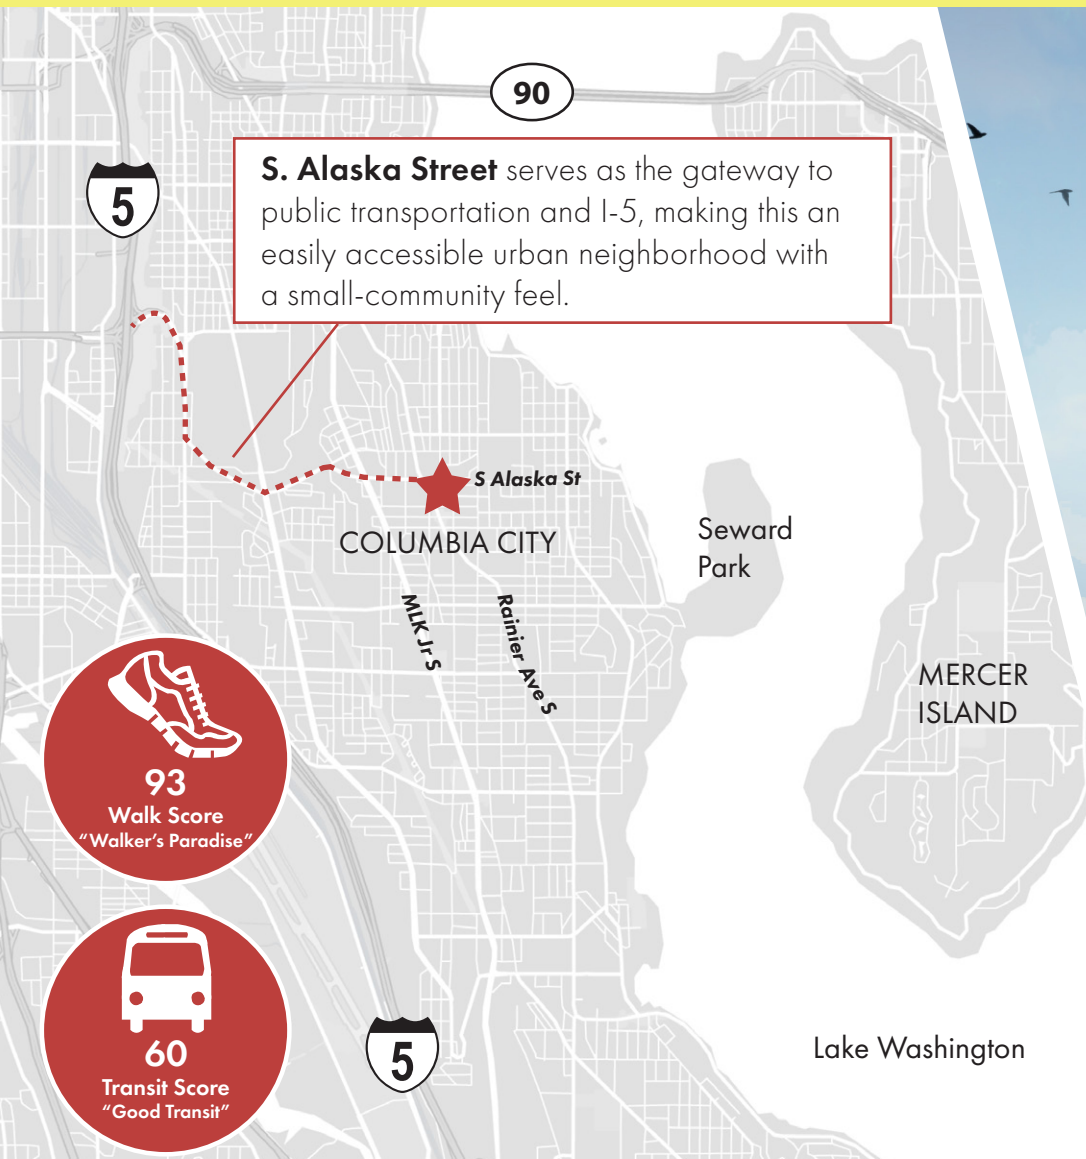 90
5
S. Alaska Street serves as the gateway to
public transportation and I-5, making this an
easily accessible urban neighborhood with
a small-community feel.
S Alaska St
COLUMBIA CITY
Seward
Park
MLK Jr S
Rainier Ave S
MERCER
ISLAND
93
Walk Score
“Walker’s Paradise”
60
Transit Score
“Good Transit”
5
Lake Washington